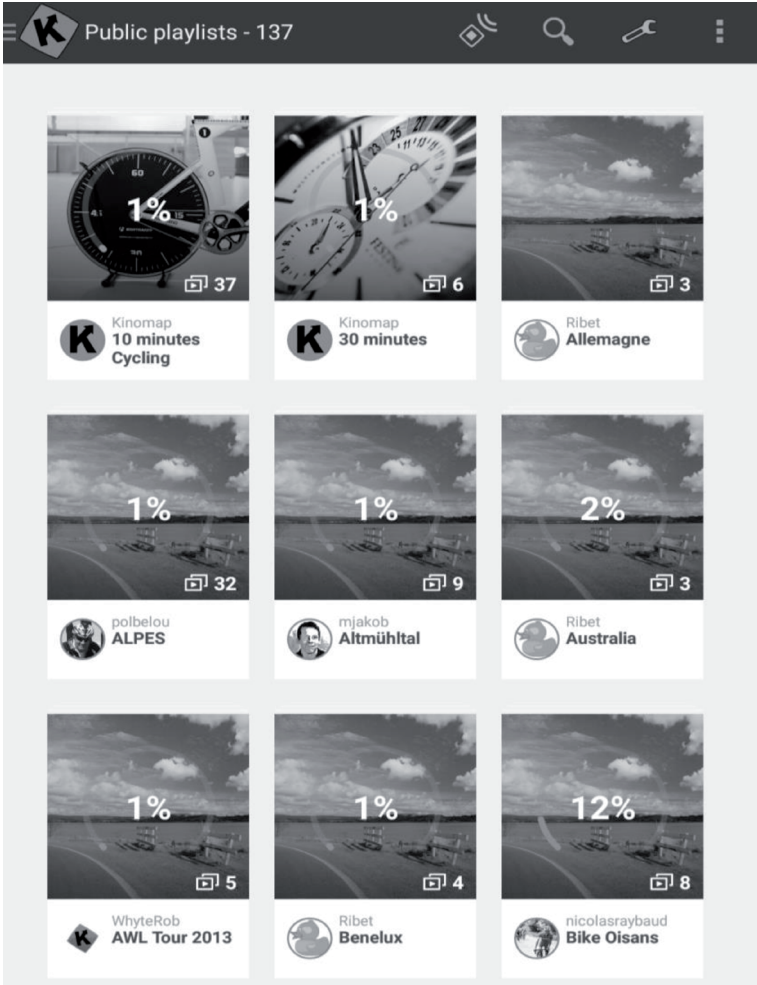 Public playlists - 137
1%
37
Kinomap
10 minutes
Cycling
1%
6
Kinomap
30 minutes
3
Ribet
Allemagne
1%
32
polbelou
ALPES
1%
9
mjakob
Altmühltal
2%
3
Ribet
Australia
1%
5
WhyteRob
AWL Tour 2013
1%
4
Ribet
Benelux
12%
8
nicolasraybaud
Bike Oisans